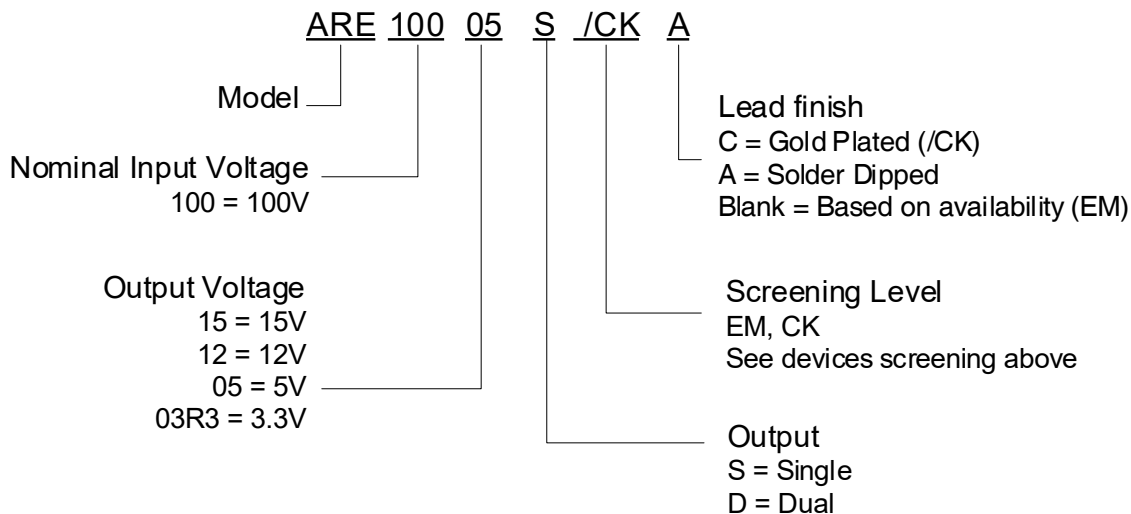 ARE 100 05 S /CK A
Model
Nominal Input Voltage
100 = 100V
Output Voltage
15 = 15V
12 = 12V
05 = 5V
03R3 = 3.3V
Lead finish
C = Gold Plated (/CK)
A = Solder Dipped
Blank = Based on availability (EM)
Screening Level
EM, CK
See devices screening above
Output
S = Single
D = Dual